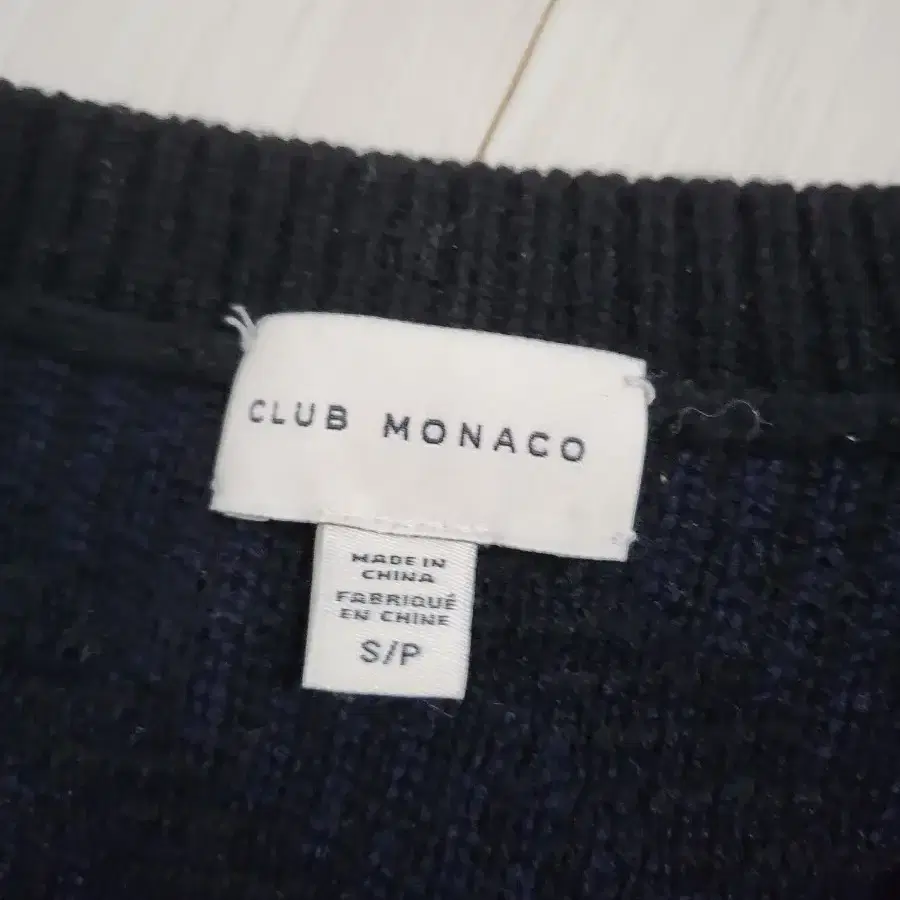 CLUB MONACO
MADE IN
CHINA
FABRIQUÉ
EN CHINE
S/P